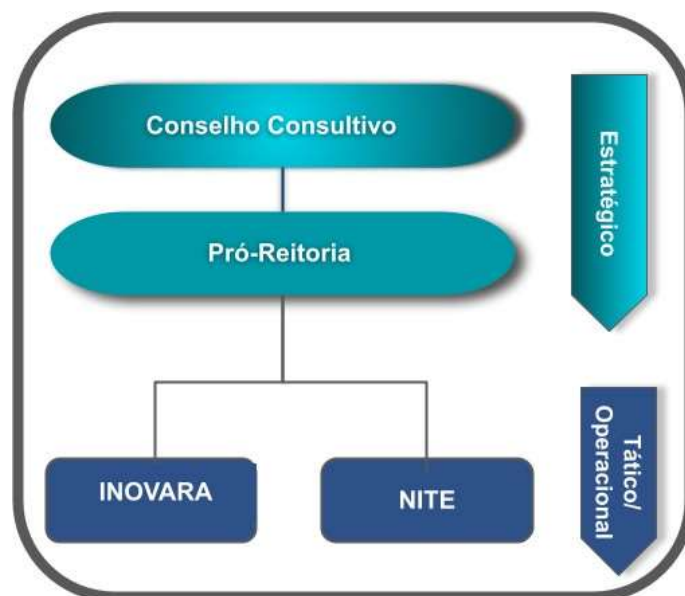 Conselho Consultivo
Pró-Reitoria
Estratégico
INOVARA
NITE
Tático/
Operacional